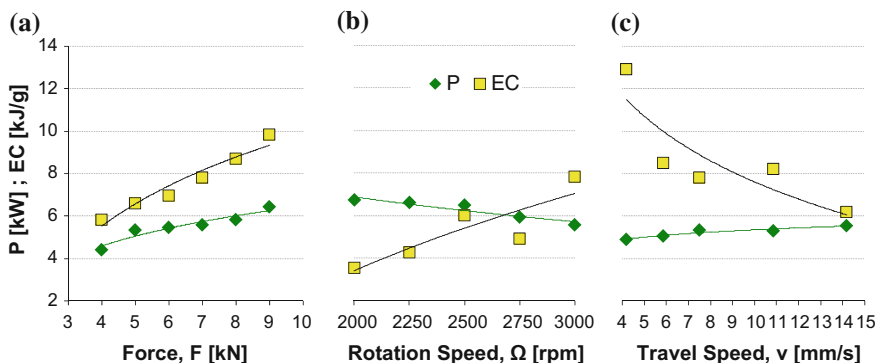 (a) (b) (c)
P [kW] ; EC [kJ/g]
14
12
10
8
6
4
2
P EC
3 4 5 6 7 8 9 10
2000 2250 2500 2750 3000
4 5 6 7 8 9 10 11 12 13 14 15
Force, F [kN]
Rotation Speed, Ω [rpm]
Travel Speed, v [mm/s]